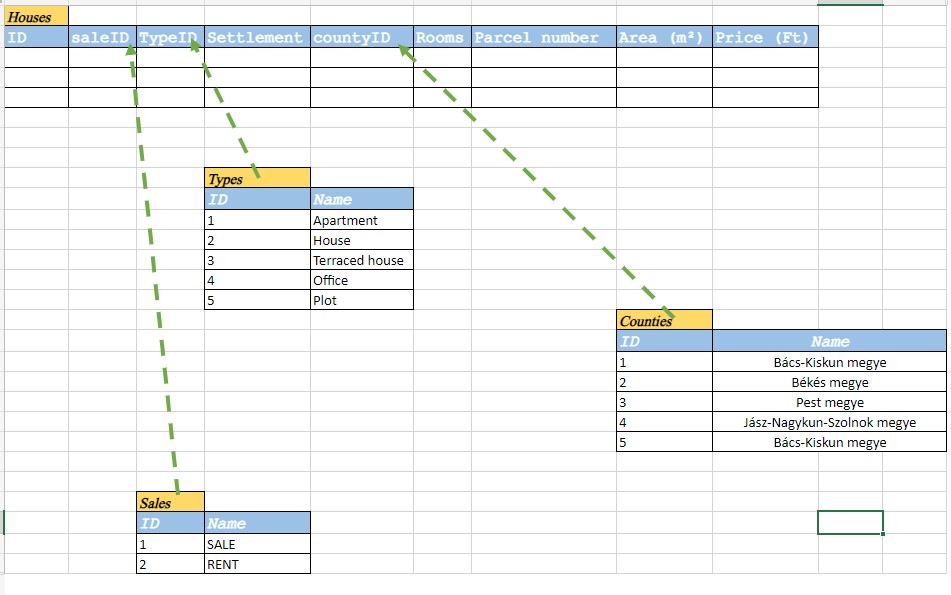 Houses
ID saleID TypeID Settlement countyID Rooms Parcel number Area (m²) Price (Ft)
Types
ID Name
1 Apartment
2 House
3 Terraced house
4 Office
5 Plot
Counties
ID Name
1 Bács-Kiskun megye
2 Békés megye
3 Pest megye
4 Jász-Nagykun-Szolnok megye
5 Bács-Kiskun megye
Sales
ID Name
1 SALE
2 RENT